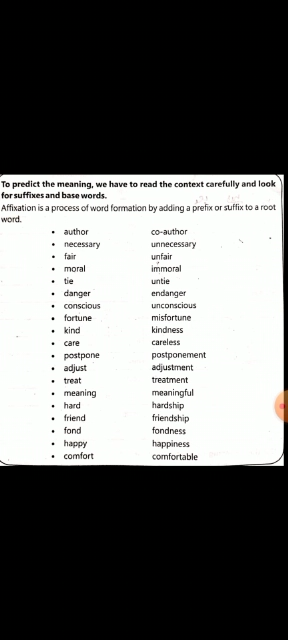 To predict the meaning, we have to read the context carefully and look
for suffixes and base words.
Affixation is a process of word formation by adding a prefix or suffix to a root
word.
• author co-author
• necessary unnecessary
• fair unfair
• moral immoral
• tie untie
• danger endanger
• conscious unconscious
• fortune misfortune
• kind kindness
• care careless
• postpone postponement
• adjust adjustment
• treat treatment
• meaning meaningful
• hard hardship
• friend friendship
• fond fondness
• happy happiness
• comfort comfortable